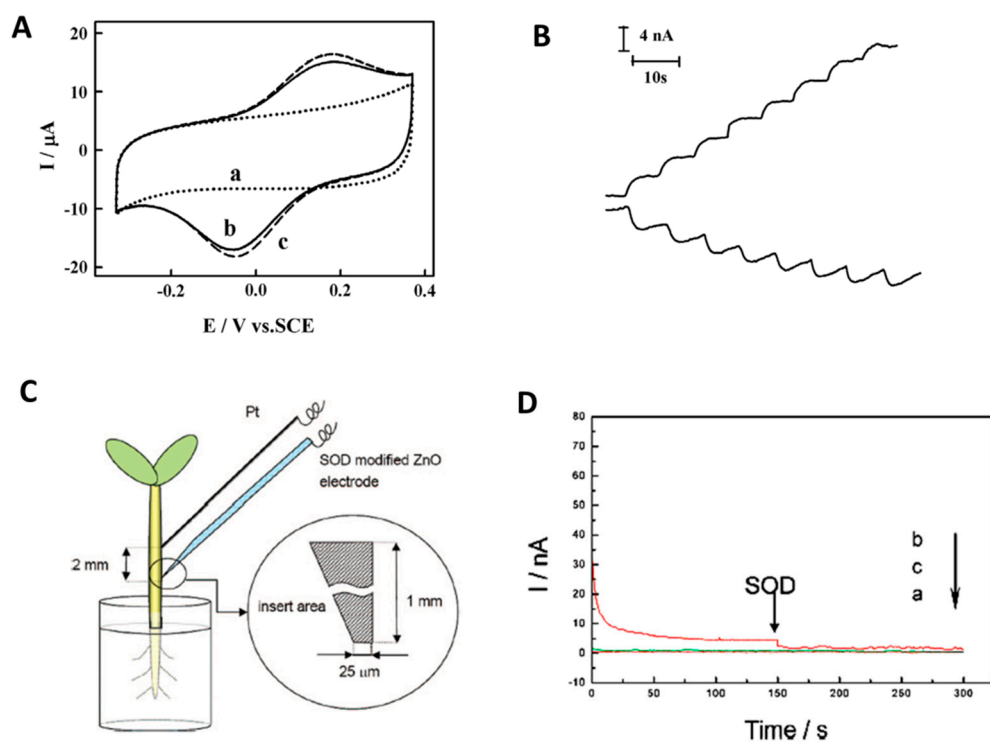 A
I / μA
20
10
0
-10
-20
a
b
c
-0.2
0.0
0.2
0.4
E / V vs.SCE
B
4 nA
10s
C
Pt
SOD modified ZnO
electrode
2 mm
insert area
1 mm
25 μm
D
I / nA
80
70
60
50
40
30
20
10
0
-10
SOD
b
c
a
0
50
100
150
200
250
300
Time / s